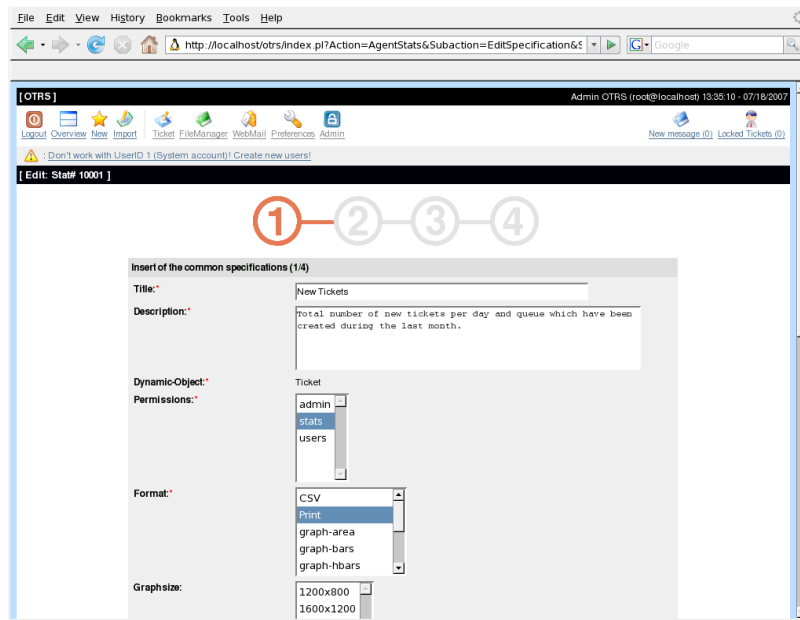 File Edit View History Bookmarks Tools Help
http://localhost/otrs/index.pl?Action=AgentStats&Subaction=EditSpecification&S
G Google
[ OTRS ] Admin OTRS (root@localhost) 13:35:10 - 07/18/2007
Logout Overview New Import Ticket FileManager WebMail Preferences Admin New message (0) Locked Tickets (0)
: Don't work with UserID 1 (System account)! Create new users!
[ Edit: Stat# 10001 ]
1 2 3 4
Insert of the common specifications (1/4)
Title:* New Tickets
Description:* Total number of new tickets per day and queue which have been
created during the last month.
Dynamic-Object:* Ticket
Permissions:* admin
stats
users
Format:* CSV
Print
graph-area
graph-bars
graph-hbars
Graphsize: 1200x800
1600x1200